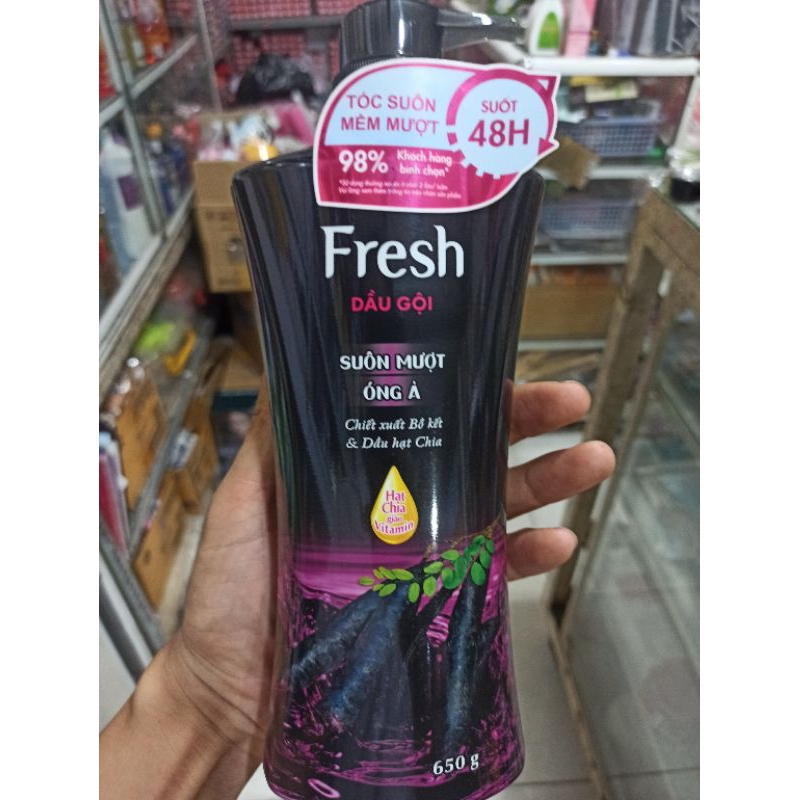 TÓC SUÔN
MỀM MƯỢT
SUỐT
48H
98% Khách hàng
bình chọn*
Fresh
DẦU GỘI
SUÔN MƯỢT
ÓNG Ả
Chiết xuất Bồ kết
& Dầu hạt Chia
Hạt
Chia
giàu
Vitamin
650 g